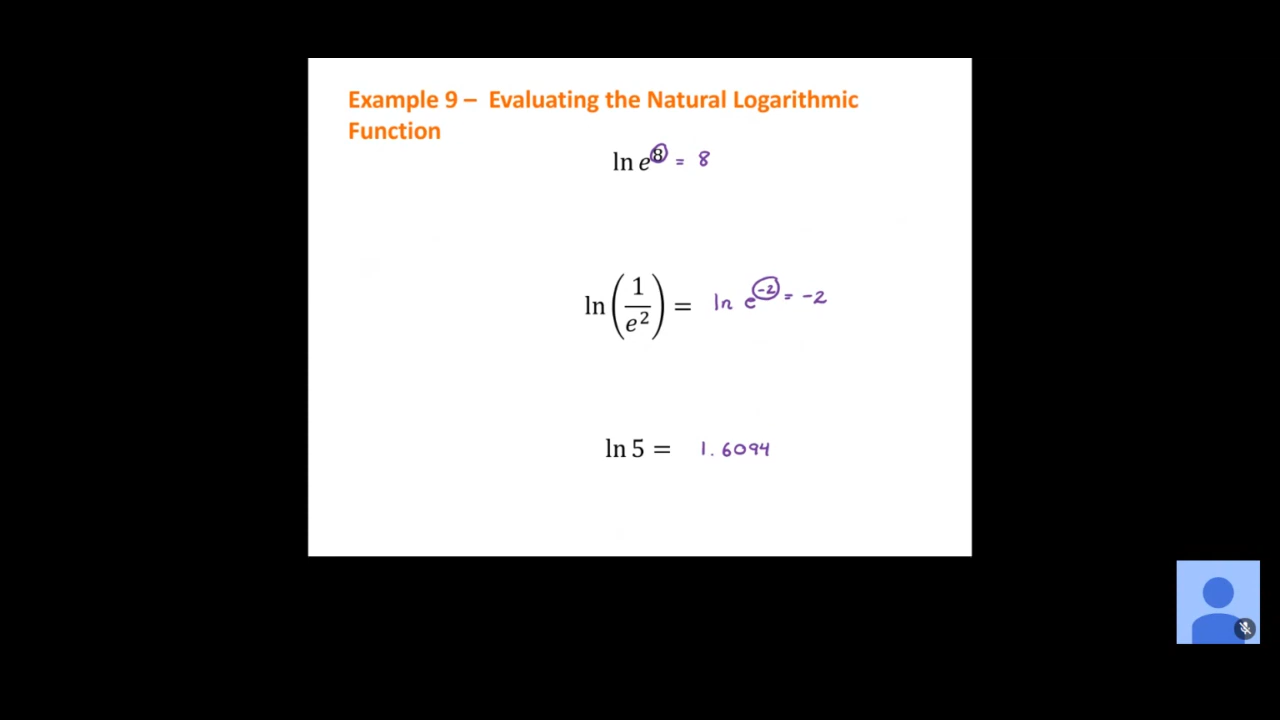 Example 9 – Evaluating the Natural Logarithmic
Function
ln e⁸ = 8
ln(1/e²) = ln e⁻² = -2
ln 5 = 1.6094